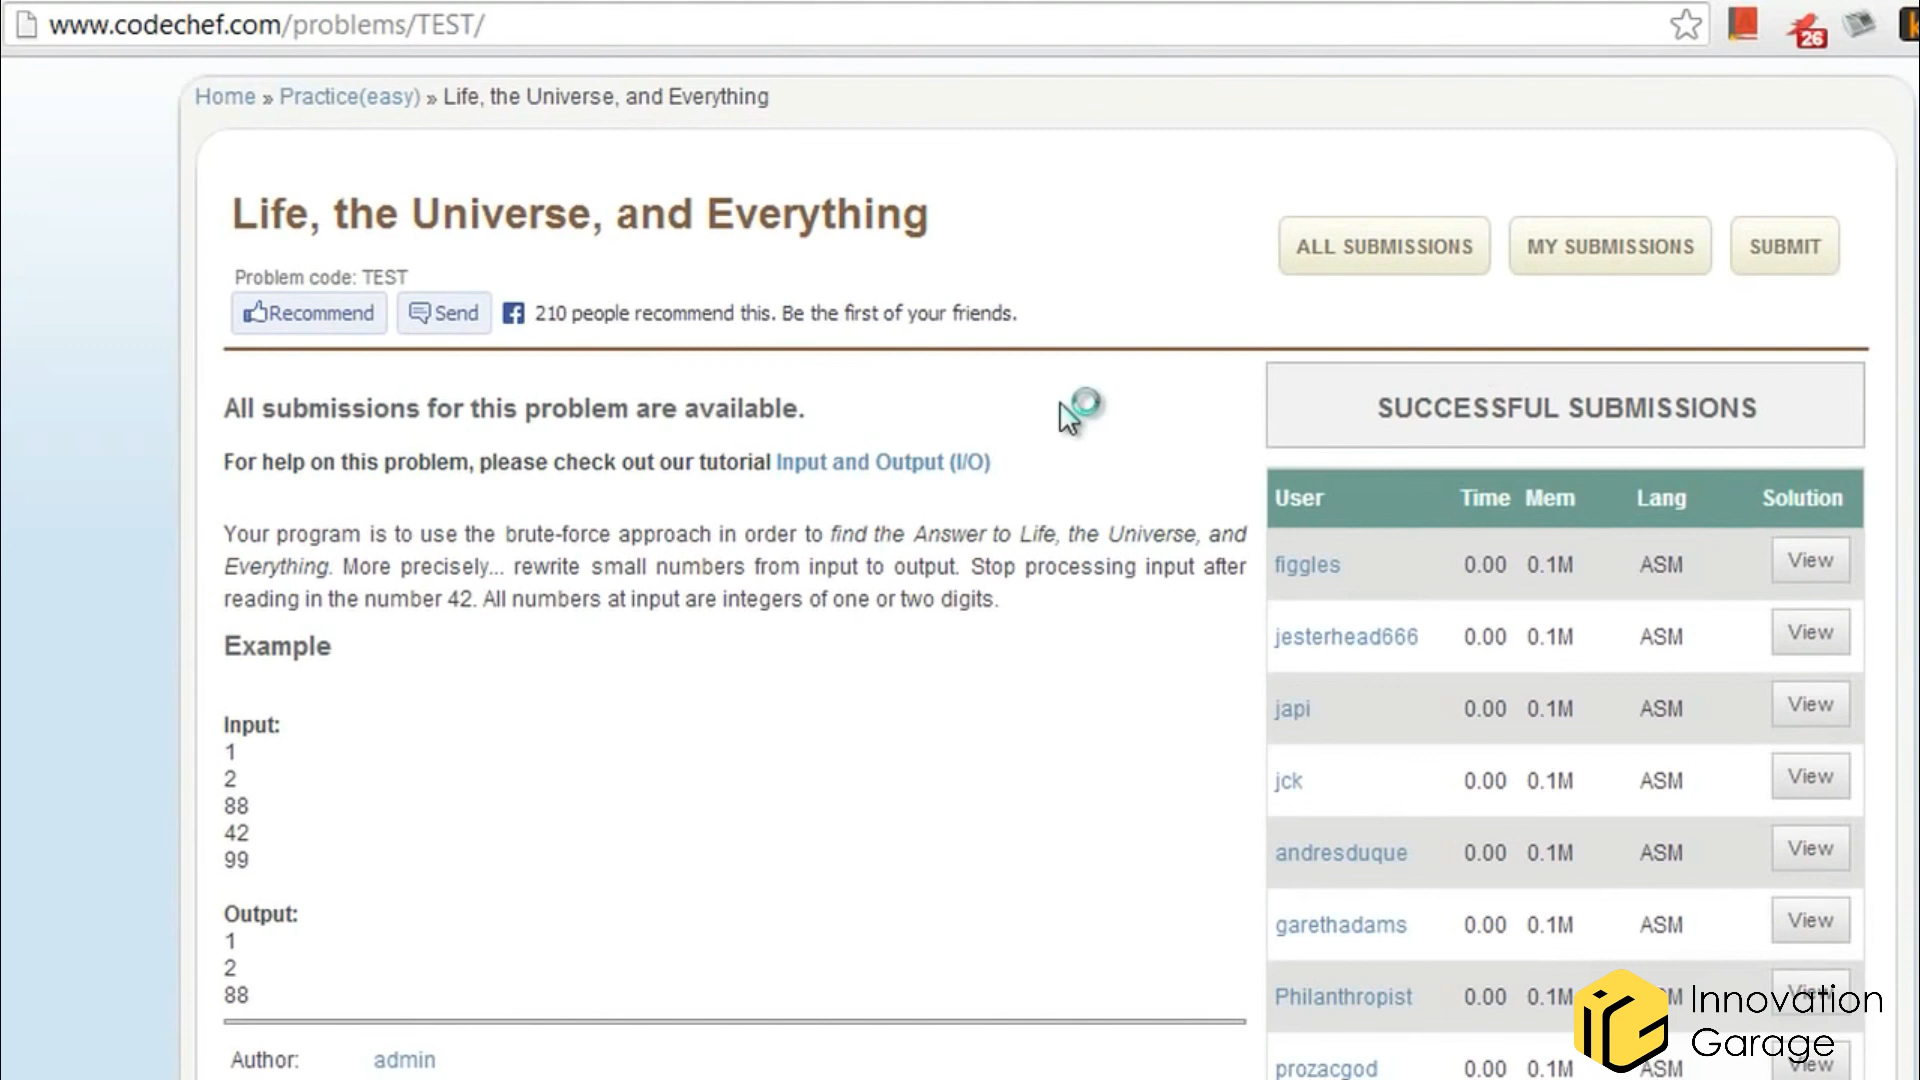 www.codechef.com/problems/TEST/
26
Home » Practice(easy) » Life, the Universe, and Everything
Life, the Universe, and Everything
ALL SUBMISSIONS MY SUBMISSIONS SUBMIT
Problem code: TEST
Recommend Send 210 people recommend this. Be the first of your friends.
All submissions for this problem are available.
For help on this problem, please check out our tutorial Input and Output (I/O)
Your program is to use the brute-force approach in order to find the Answer to Life, the Universe, and
Everything. More precisely... rewrite small numbers from input to output. Stop processing input after
reading in the number 42. All numbers at input are integers of one or two digits.
Example
Input:
1
2
88
42
99
Output:
1
2
88
Author: admin
SUCCESSFUL SUBMISSIONS
User Time Mem Lang Solution
figgles 0.00 0.1M ASM View
jesterhead666 0.00 0.1M ASM View
japi 0.00 0.1M ASM View
jck 0.00 0.1M ASM View
andresduque 0.00 0.1M ASM View
garethadams 0.00 0.1M ASM View
Philanthropist 0.00 0.1M View
prozacgod 0.00 0.1M ASM View
Innovation
Garage